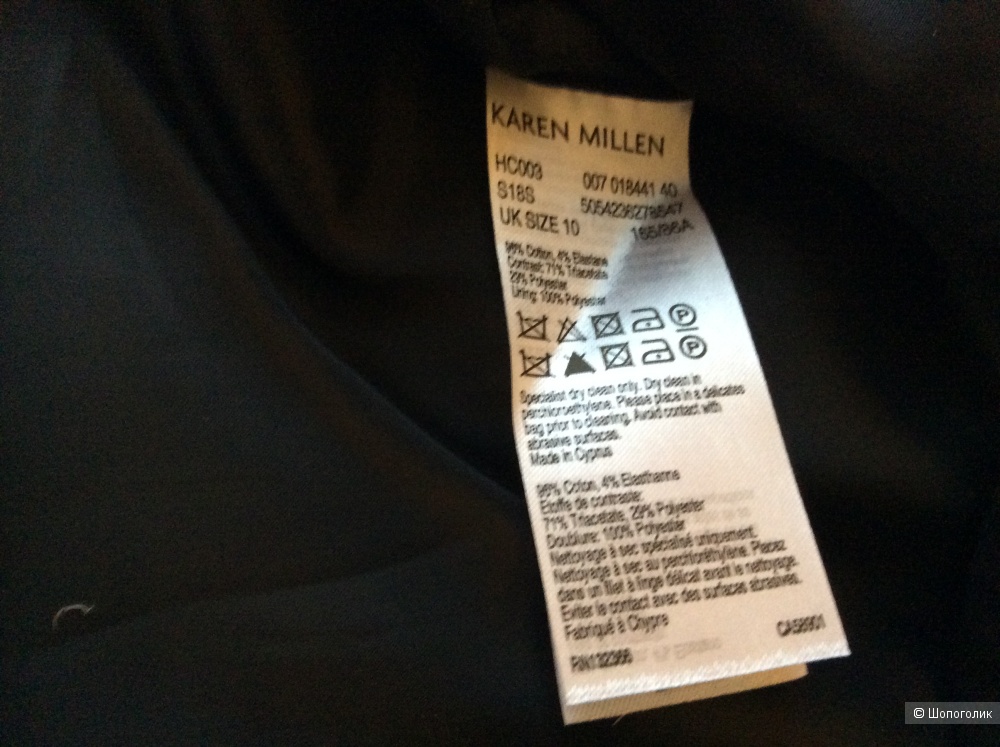 KAREN MILLEN
HC003 007 018441 40
S18S
UK SIZE 10 165/86A
96% Cotton, 4% Elastane
Contrast: 71% Triacetate
29% Polyester
Lining: 100% Polyester
P
P
Specialist dry clean only. Dry clean in
perchloroethylene. Please place in a delicates
bag prior to cleaning. Avoid contact with
abrasive surfaces.
Made in Cyprus
96% Coton, 4% Elasthanne
Etoffe de contraste:
71% Triacetate, 29% Polyester
Doublure: 100% Polyester
Nettoyage à sec spécialisé uniquement.
Nettoyage à sec au perchloréthylène. Placez
dans un filet à linge délicat avant le nettoyage.
Eviter le contact avec des surfaces abrasives.
Fabriqué à Chypre
RN132366 CA58901
© Шопоголик